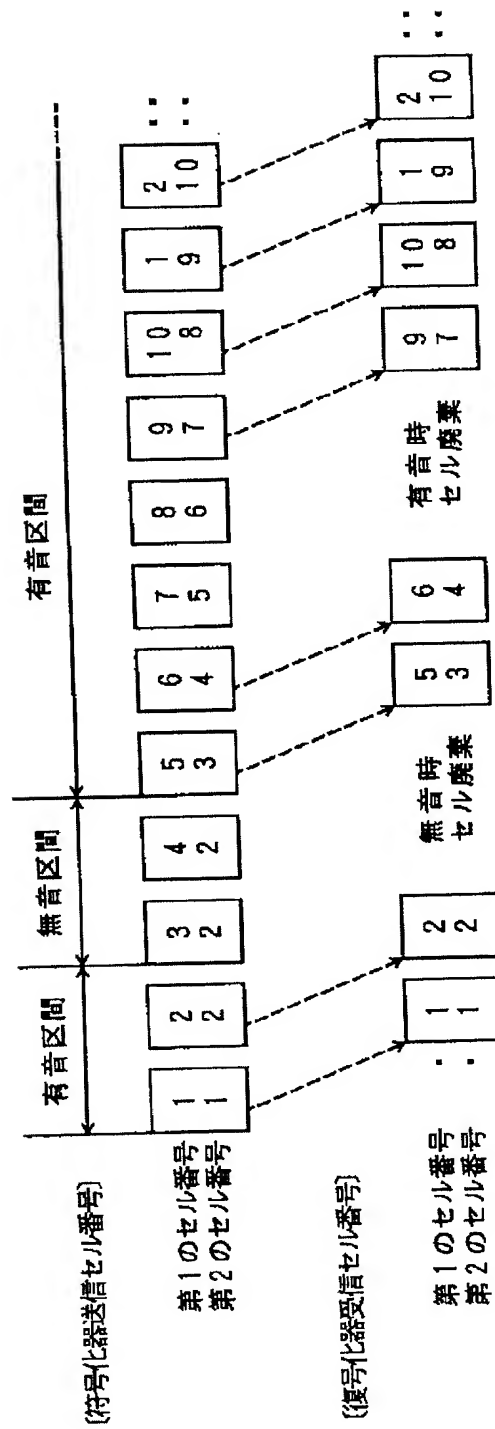 有音区間 無音区間 有音区間
〔符号化器送信セル番号〕
第1のセル番号 1 2 3 4 5 6 7 8 9 10 1 2 ・・
第2のセル番号 1 2 2 2 3 4 5 6 7 8 9 10 ・・
〔復号化器受信セル番号〕
第1のセル番号 ・ 1 2 5 6 9 10 1 2 ・・
第2のセル番号 ・ 1 2 3 4 7 8 9 10 ・・
無音時
セル廃棄
有音時
セル廃棄